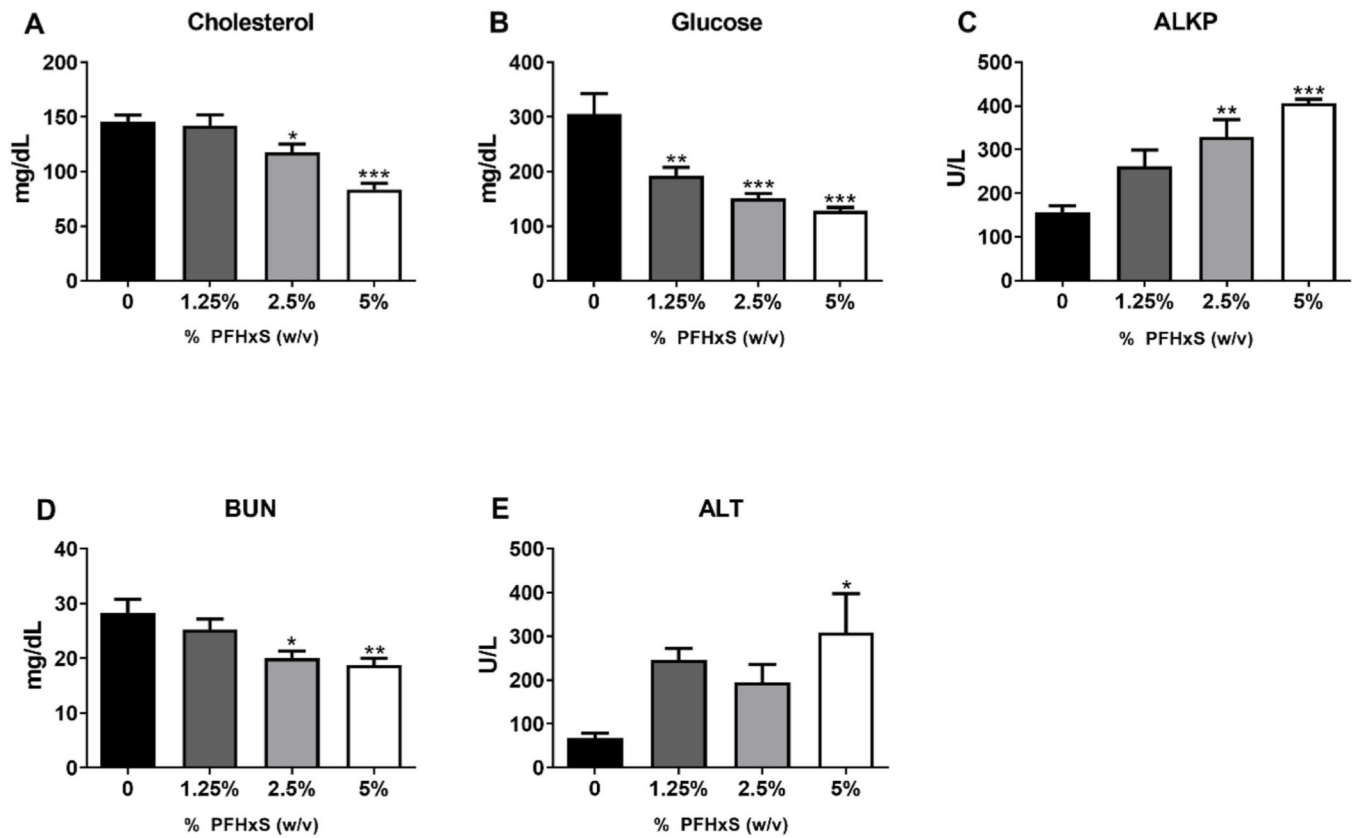 A Cholesterol
mg/dL
200
150
100
50
0
*
***
0 1.25% 2.5% 5%
% PFHxS (w/v)
B Glucose
mg/dL
400
300
200
100
0
**
***
***
0 1.25% 2.5% 5%
% PFHxS (w/v)
C ALKP
U/L
500
400
300
200
100
0
**
***
0 1.25% 2.5% 5%
% PFHxS (w/v)
D BUN
mg/dL
40
30
20
10
0
*
**
0 1.25% 2.5% 5%
% PFHxS (w/v)
E ALT
U/L
500
400
300
200
100
0
*
0 1.25% 2.5% 5%
% PFHxS (w/v)